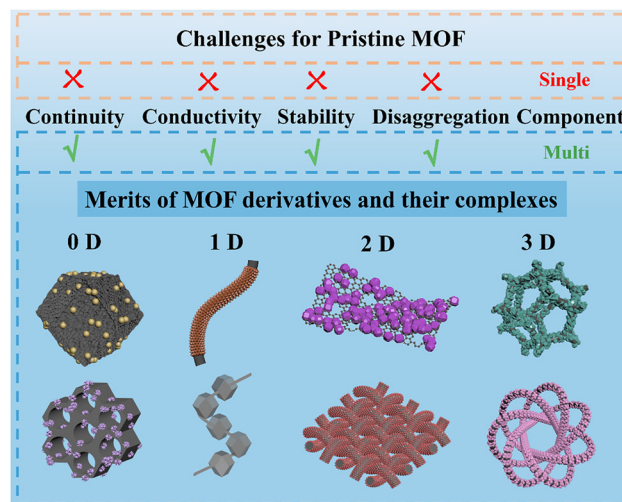 Challenges for Pristine MOF
Single
Continuity Conductivity Stability Disaggregation Component
Multi
Merits of MOF derivatives and their complexes
0 D 1 D 2 D 3 D